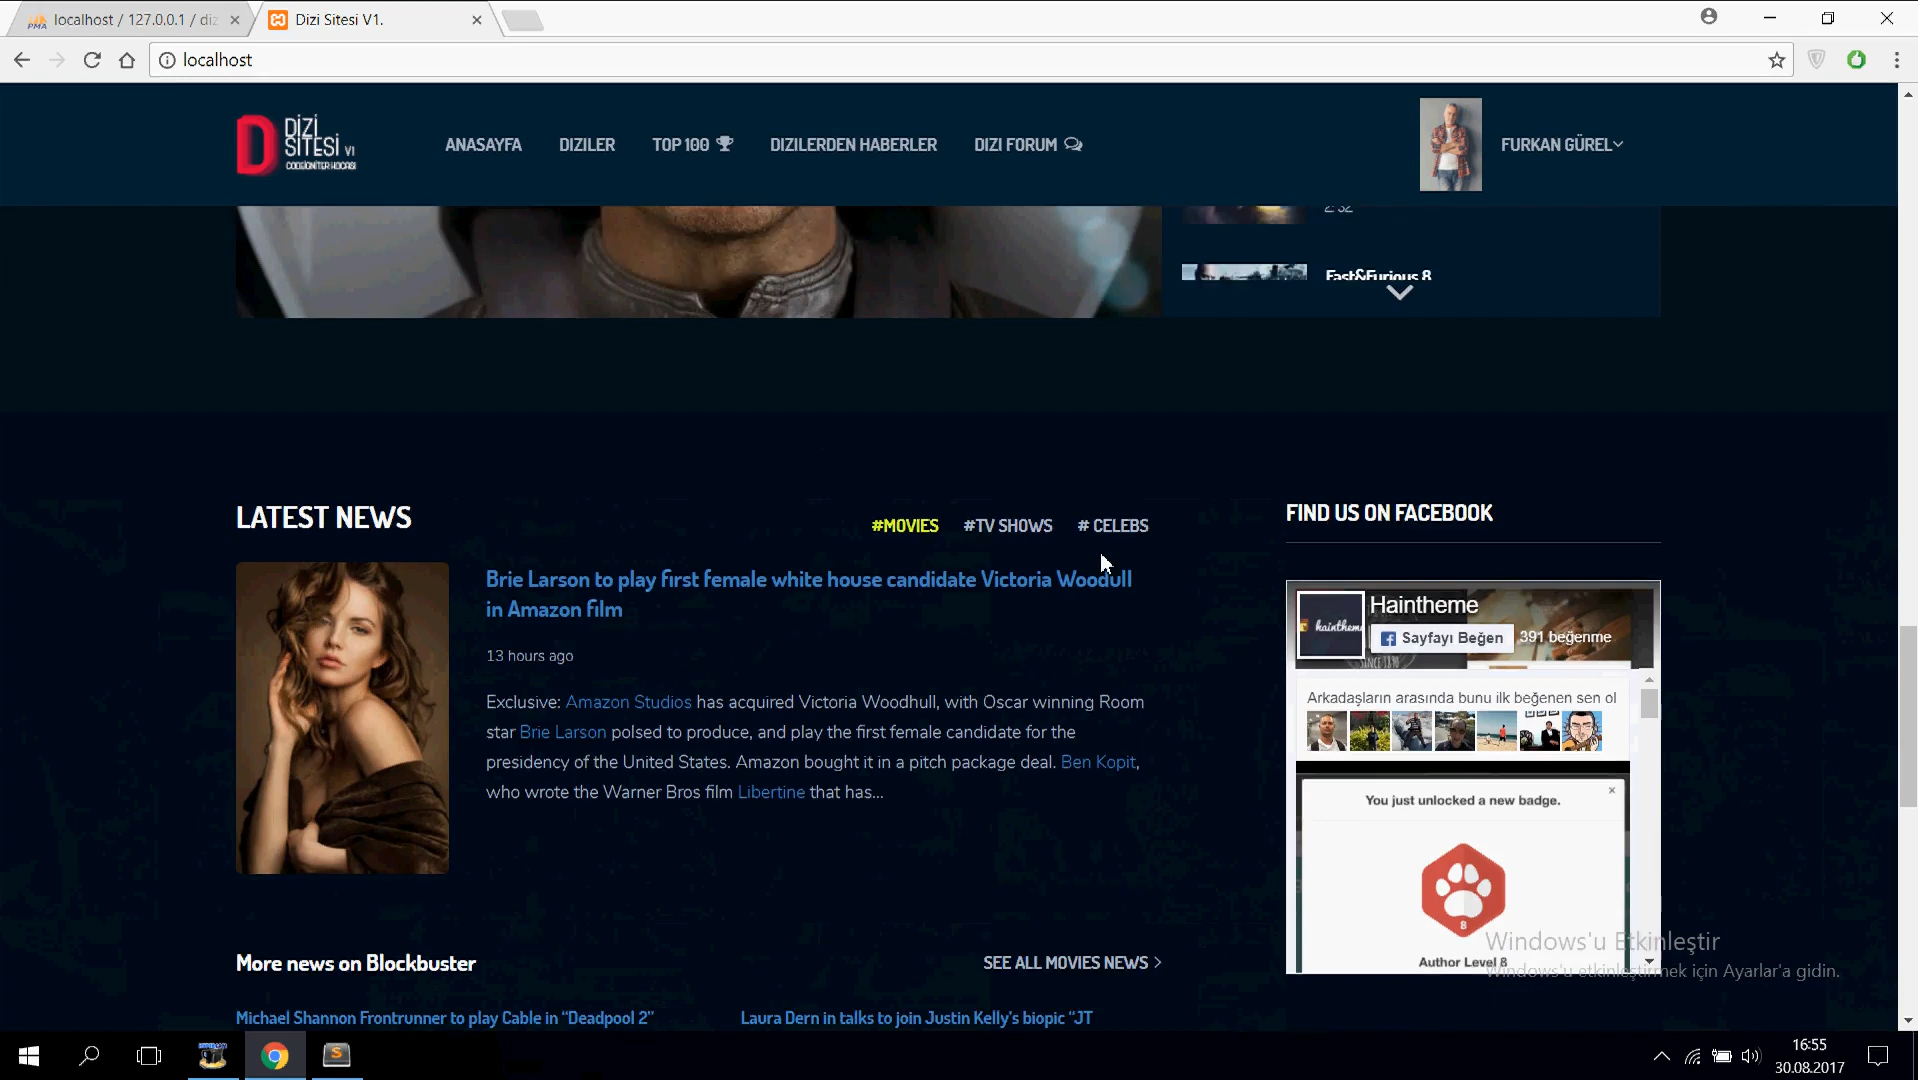 localhost / 127.0.0.1 / diz
Dizi Sitesi V1.
localhost
DİZİ
SİTESİ V1
CODEIGNITER HOCASI
ANASAYFA
DIZILER
TOP 100
DIZILERDEN HABERLER
DIZI FORUM
FURKAN GÜREL
2:32
Fast&Furious 8
LATEST NEWS
#MOVIES
#TV SHOWS
# CELEBS
Brie Larson to play first female white house candidate Victoria Woodull
in Amazon film
13 hours ago
Exclusive: Amazon Studios has acquired Victoria Woodhull, with Oscar winning Room
star Brie Larson polsed to produce, and play the first female candidate for the
presidency of the United States. Amazon bought it in a pitch package deal. Ben Kopit,
who wrote the Warner Bros film Libertine that has...
More news on Blockbuster
SEE ALL MOVIES NEWS
Michael Shannon Frontrunner to play Cable in “Deadpool 2”
Laura Dern in talks to join Justin Kelly’s biopic “JT
FIND US ON FACEBOOK
Haintheme
haintheme
Sayfayı Beğen
391 beğenme
SINCE 1830
Arkadaşların arasında bunu ilk beğenen sen ol
You just unlocked a new badge.
8
Author Level 8
Windows'u Etkinleştir
Windows'u etkinleştirmek için Ayarlar'a gidin.
16:55
30.08.2017